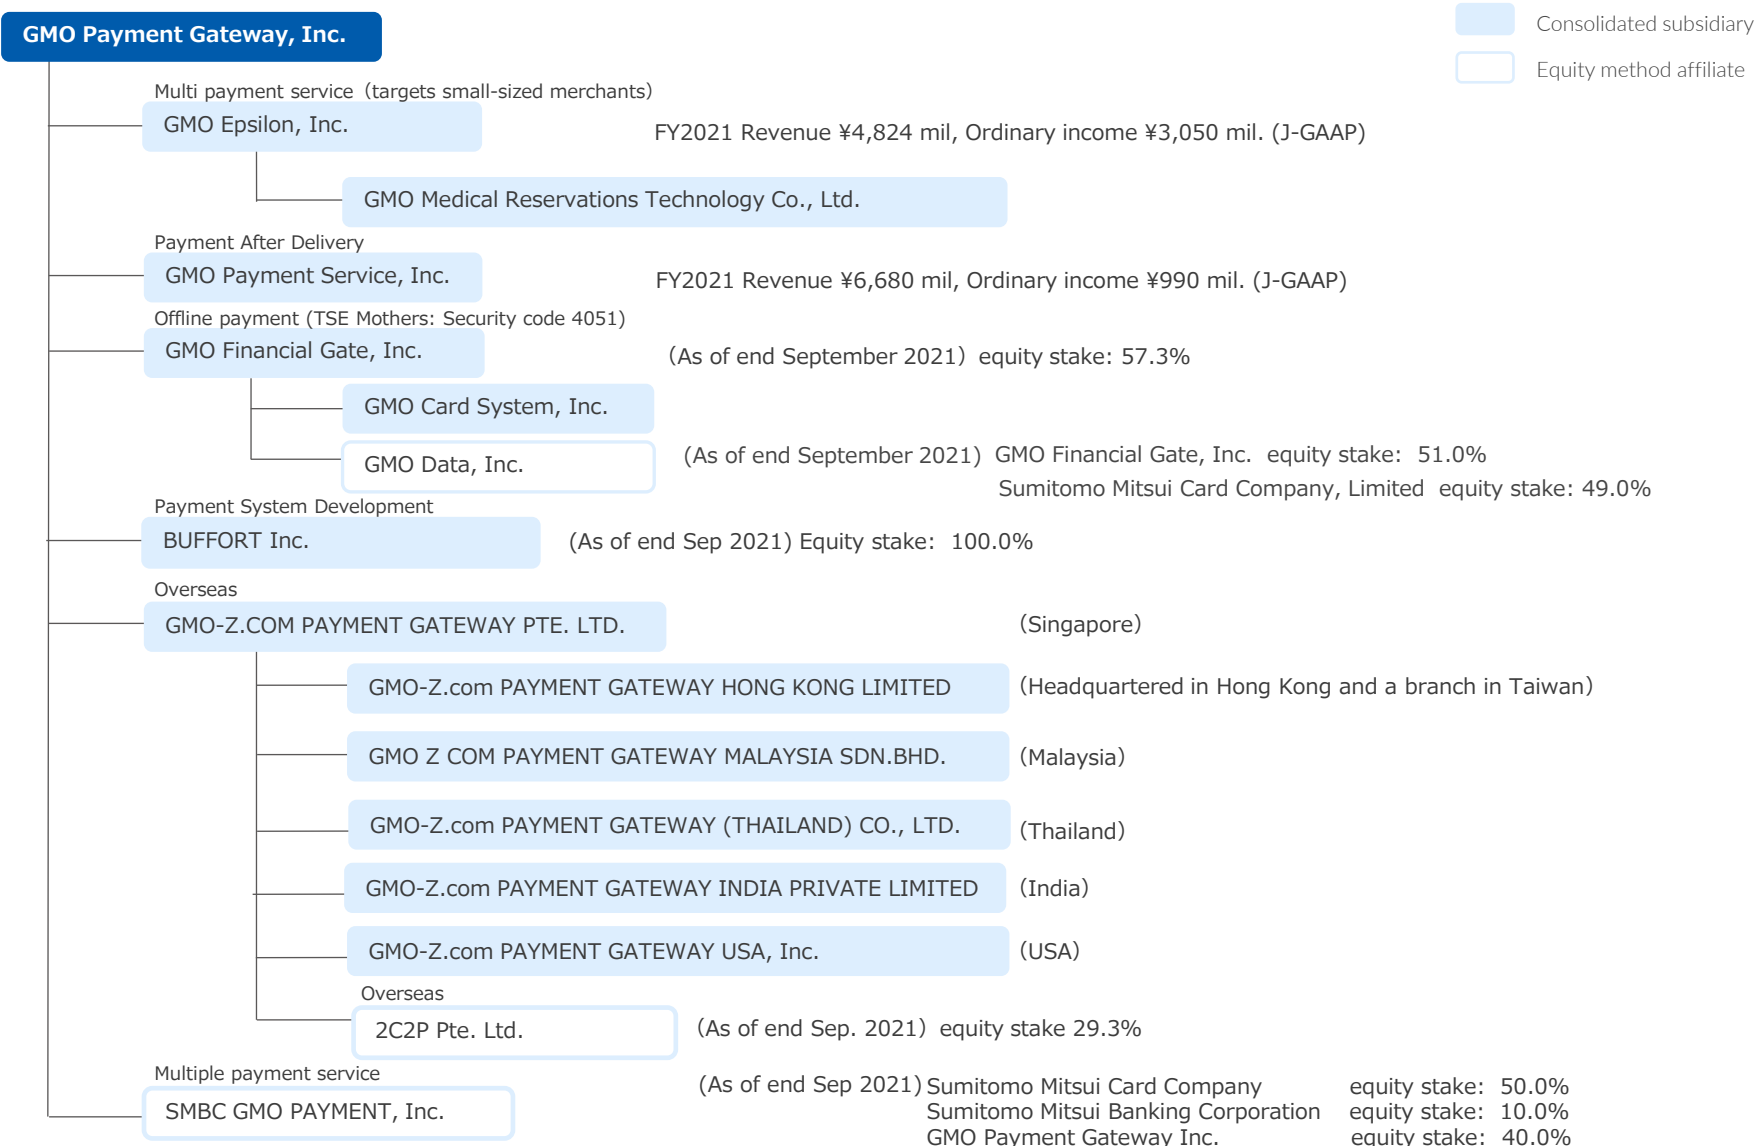 GMO Payment Gateway, Inc.
Consolidated subsidiary
Equity method affiliate
Multi payment service（targets small-sized merchants）
GMO Epsilon, Inc.
FY2021 Revenue ¥4,824 mil, Ordinary income ¥3,050 mil. (J-GAAP)
GMO Medical Reservations Technology Co., Ltd.
Payment After Delivery
GMO Payment Service, Inc.
FY2021 Revenue ¥6,680 mil, Ordinary income ¥990 mil. (J-GAAP)
Offline payment (TSE Mothers: Security code 4051)
GMO Financial Gate, Inc.
（As of end September 2021）equity stake: 57.3%
GMO Card System, Inc.
GMO Data, Inc.
(As of end September 2021) GMO Financial Gate, Inc. equity stake: 51.0%
Sumitomo Mitsui Card Company, Limited equity stake: 49.0%
Payment System Development
BUFFORT Inc.
(As of end Sep 2021) Equity stake: 100.0%
Overseas
GMO-Z.COM PAYMENT GATEWAY PTE. LTD.
（Singapore）
GMO-Z.com PAYMENT GATEWAY HONG KONG LIMITED
（Headquartered in Hong Kong and a branch in Taiwan）
GMO Z COM PAYMENT GATEWAY MALAYSIA SDN.BHD.
（Malaysia）
GMO-Z.com PAYMENT GATEWAY (THAILAND) CO., LTD.
（Thailand）
GMO-Z.com PAYMENT GATEWAY INDIA PRIVATE LIMITED
（India）
GMO-Z.com PAYMENT GATEWAY USA, Inc.
（USA）
Overseas
2C2P Pte. Ltd.
（As of end Sep. 2021）equity stake 29.3%
Multiple payment service
SMBC GMO PAYMENT, Inc.
(As of end Sep 2021) Sumitomo Mitsui Card Company equity stake: 50.0%
Sumitomo Mitsui Banking Corporation equity stake: 10.0%
GMO Payment Gateway Inc. equity stake: 40.0%